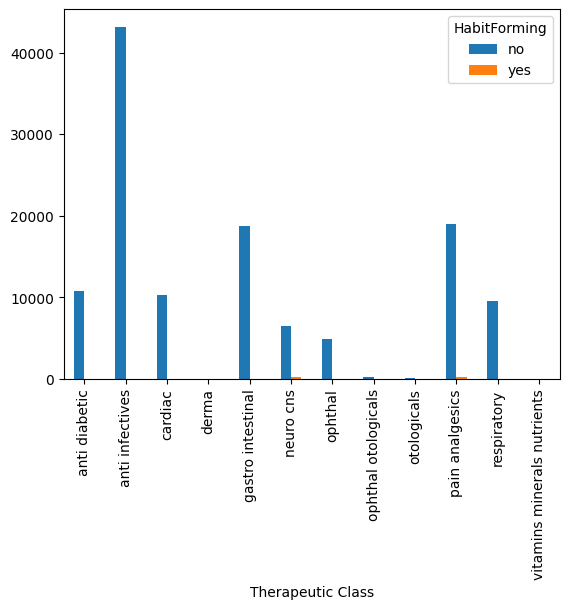 HabitForming
no
yes
40000
30000
20000
10000
0
anti diabetic
anti infectives
cardiac
derma
gastro intestinal
neuro cns
ophthal
ophthal otologicals
otologicals
pain analgesics
respiratory
vitamins minerals nutrients
Therapeutic Class